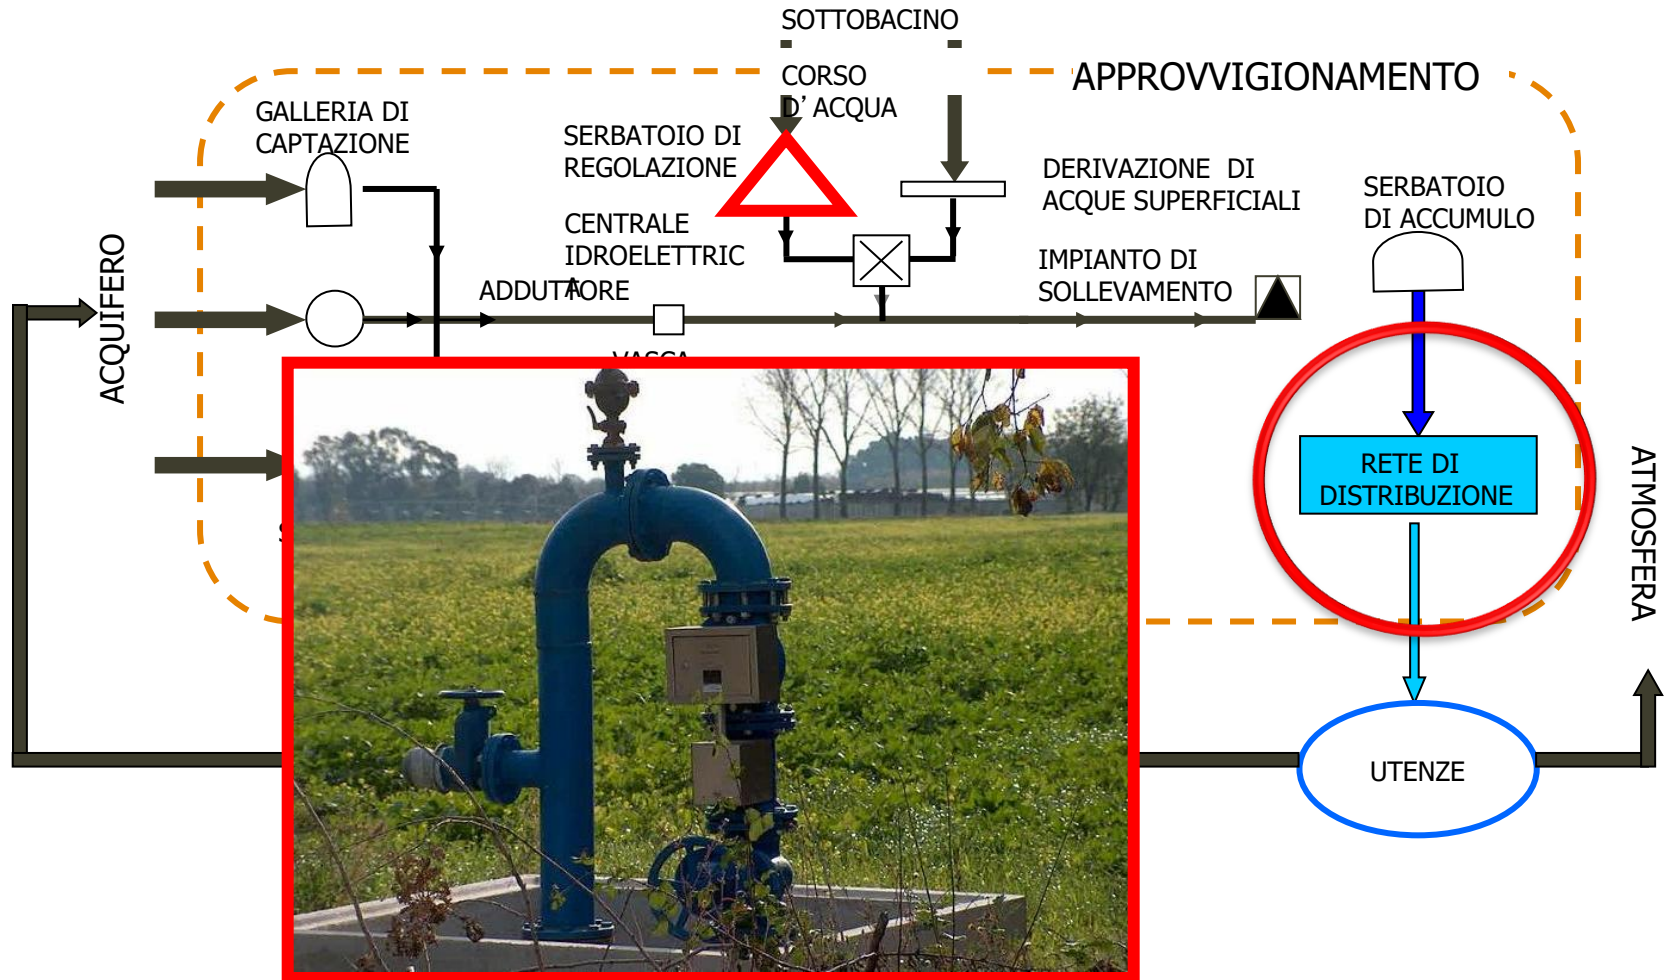 SOTTOBACINO
CORSO
D’ACQUA
APPROVVIGIONAMENTO
GALLERIA DI
CAPTAZIONE
SERBATOIO DI
REGOLAZIONE
DERIVAZIONE DI
ACQUE SUPERFICIALI
SERBATOIO
DI ACCUMULO
CENTRALE
IDROELETTRIC
A
ADDUTTORE
IMPIANTO DI
SOLLEVAMENTO
ACQUIFERO
VASCA
RETE DI
DISTRIBUZIONE
ATMOSFERA
UTENZE